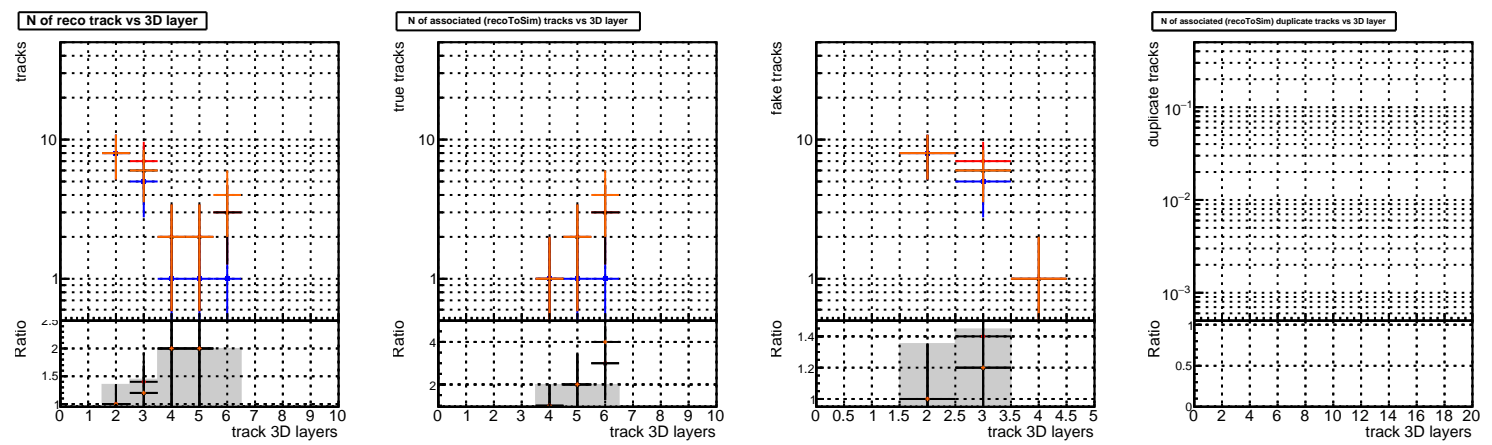 N of reco track vs 3D layer
tracks
10
1
Ratio
2.5
2
1.5
1
0 1 2 3 4 5 6 7 8 9 10
track 3D layers
N of associated (recoToSim) tracks vs 3D layer
true tracks
10
1
Ratio
4
2
0 1 2 3 4 5 6 7 8 9 10
track 3D layers
fake tracks
10
1
Ratio
1.4
1.2
1
0 0.5 1 1.5 2 2.5 3 3.5 4 4.5 5
track 3D layers
N of associated (recoToSim) duplicate tracks vs 3D layer
duplicate tracks
10⁻¹
10⁻²
10⁻³
Ratio
1
0.5
0
0 2 4 6 8 10 12 14 16 18 20
track 3D layers